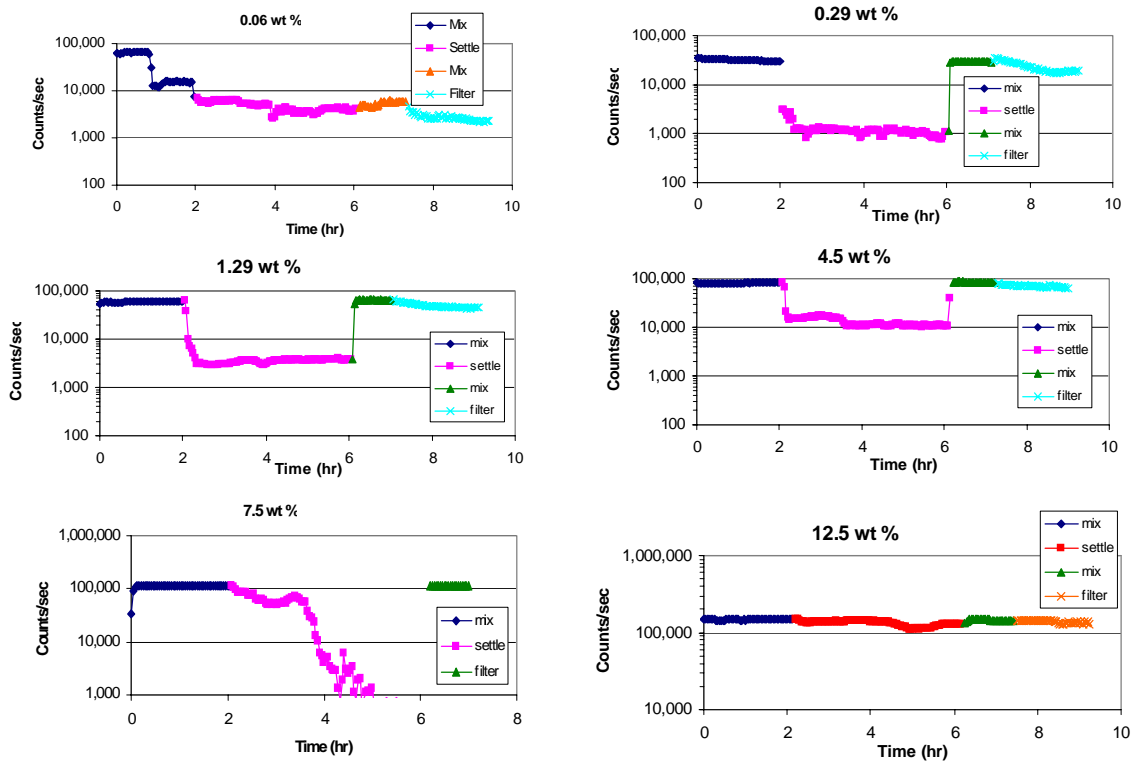 0.06 wt %
100,000
10,000
1,000
100
Counts/sec
0 2 4 6 8 10
Time (hr)
Mix
Settle
Mix
Filter
0.29 wt %
100,000
10,000
1,000
100
Counts/sec
0 2 4 6 8 10
Time (hr)
mix
settle
mix
filter
1.29 wt %
100,000
10,000
1,000
100
Counts/sec
0 2 4 6 8 10
Time (hr)
mix
settle
mix
filter
4.5 wt %
100,000
10,000
1,000
100
Counts/sec
0 2 4 6 8 10
Time (hr)
mix
settle
mix
filter
7.5 wt %
1,000,000
100,000
10,000
1,000
Counts/sec
0 2 4 6 8
Time (hr)
mix
settle
filter
12.5 wt %
1,000,000
100,000
10,000
Counts/sec
0 2 4 6 8 10
Time (hr)
mix
settle
mix
filter